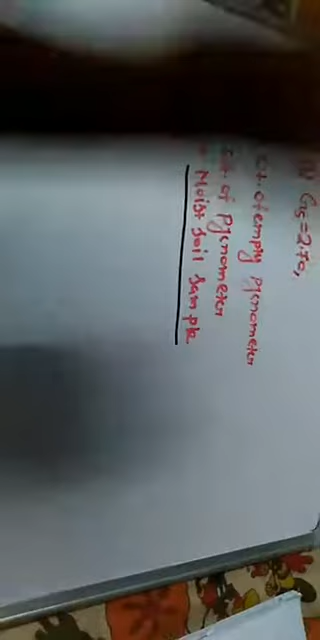 Gs=2.70,
wt. of empty pycnometer
wt. of pycnometer
+ Moist soil sample